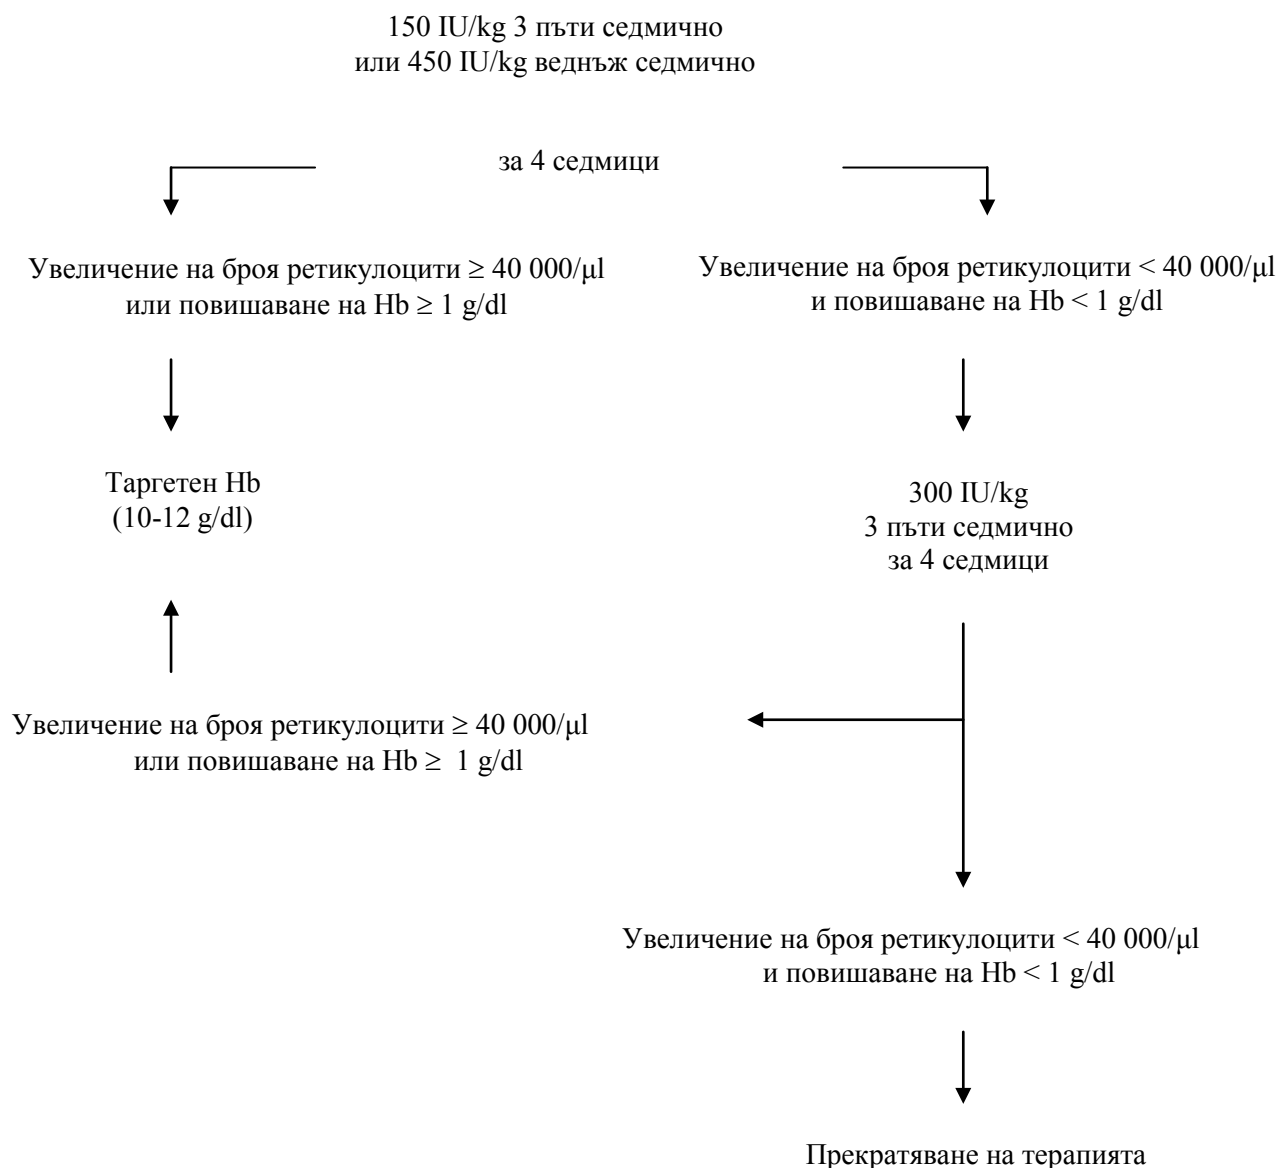 150 IU/kg 3 пъти седмично
или 450 IU/kg веднъж седмично
за 4 седмици
Увеличение на броя ретикулоцити ≥ 40 000/μl
или повишаване на Hb ≥ 1 g/dl
Увеличение на броя ретикулоцити < 40 000/μl
и повишаване на Hb < 1 g/dl
Таргетен Hb
(10-12 g/dl)
300 IU/kg
3 пъти седмично
за 4 седмици
Увеличение на броя ретикулоцити ≥ 40 000/μl
или повишаване на Hb ≥ 1 g/dl
Увеличение на броя ретикулоцити < 40 000/μl
и повишаване на Hb < 1 g/dl
Прекратяване на терапията